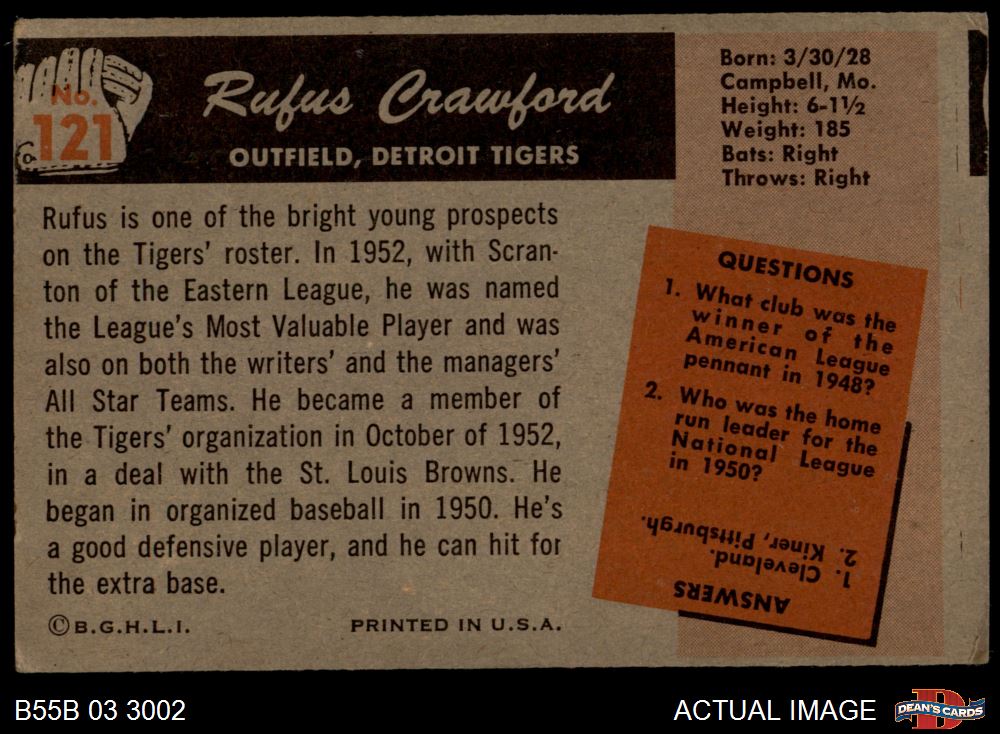 No.
121
Rufus Crawford
OUTFIELD, DETROIT TIGERS
Born: 3/30/28
Campbell, Mo.
Height: 6-1½
Weight: 185
Bats: Right
Throws: Right
Rufus is one of the bright young prospects
on the Tigers' roster. In 1952, with Scran-
ton of the Eastern League, he was named
the League's Most Valuable Player and was
also on both the writers' and the managers'
All Star Teams. He became a member of
the Tigers' organization in October of 1952,
in a deal with the St. Louis Browns. He
began in organized baseball in 1950. He's
a good defensive player, and he can hit for
the extra base.
©B.G.H.L.I.
PRINTED IN U.S.A.
QUESTIONS
1. What club was the
winner of the
American League
pennant in 1948?
2. Who was the home
run leader for the
National League
in 1950?
ANSWERS
1. Cleveland.
2. Kiner, Pittsburgh.
B55B 03 3002
ACTUAL IMAGE
D
DEAN'S CARDS